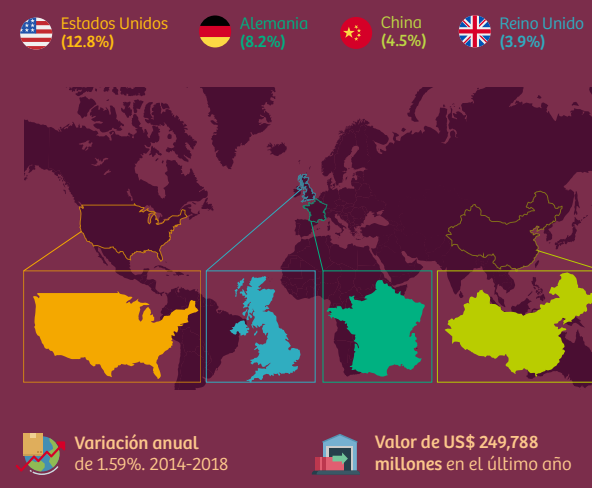 Estados Unidos
(12.8%)
Alemania
(8.2%)
China
(4.5%)
Reino Unido
(3.9%)
Variación anual
de 1.59%. 2014-2018
Valor de US$ 249,788
millones en el último año